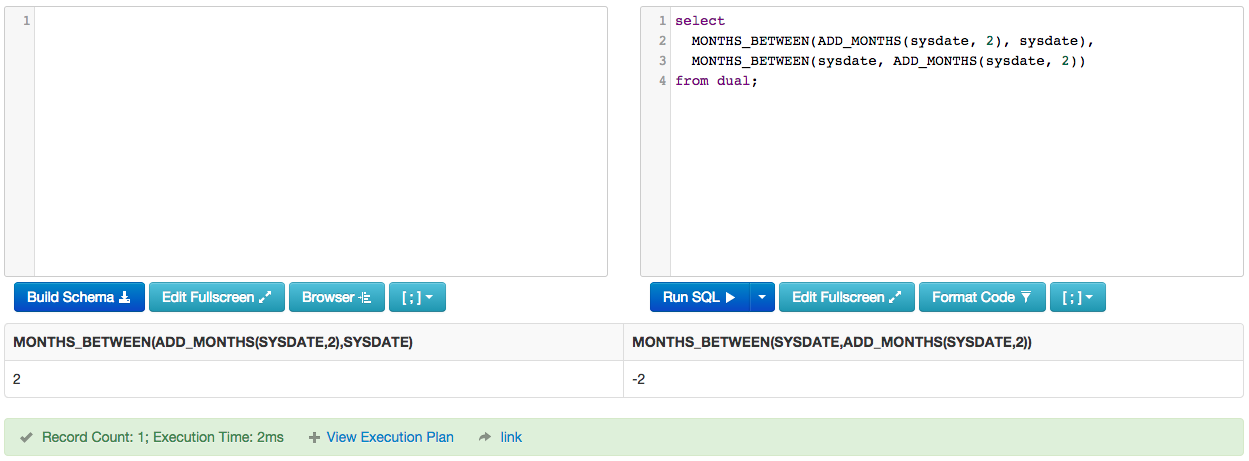 1
1 select
2 MONTHS_BETWEEN(ADD_MONTHS(sysdate, 2), sysdate),
3 MONTHS_BETWEEN(sysdate, ADD_MONTHS(sysdate, 2))
4 from dual;
Build Schema Edit Fullscreen Browser [ ; ] Run SQL Edit Fullscreen Format Code [ ; ]
MONTHS_BETWEEN(ADD_MONTHS(SYSDATE,2),SYSDATE) MONTHS_BETWEEN(SYSDATE,ADD_MONTHS(SYSDATE,2))
2 -2
Record Count: 1; Execution Time: 2ms View Execution Plan link